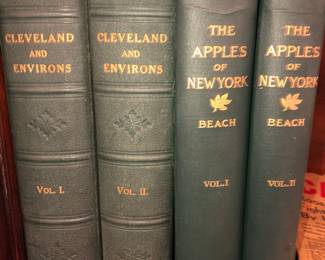 CLEVELAND
AND
ENVIRONS
VOL. I.
CLEVELAND
AND
ENVIRONS
VOL. II.
THE
APPLES
OF
NEW YORK
BEACH
VOL. I
THE
APPLES
OF
NEW YORK
BEACH
VOL. II